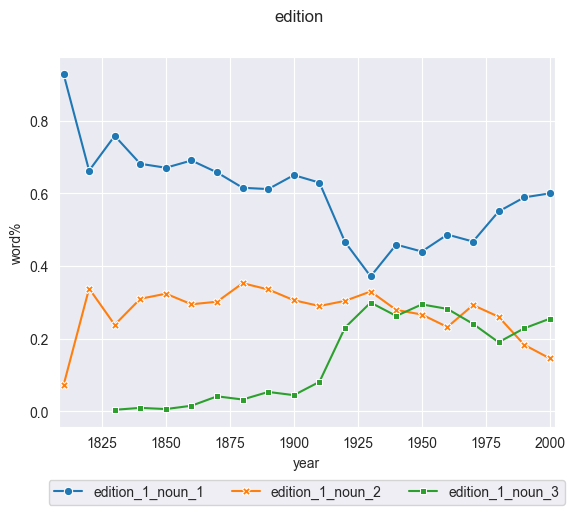 edition
word%
0.8
0.6
0.4
0.2
0.0
1825 1850 1875 1900 1925 1950 1975 2000
year
edition_1_noun_1 edition_1_noun_2 edition_1_noun_3